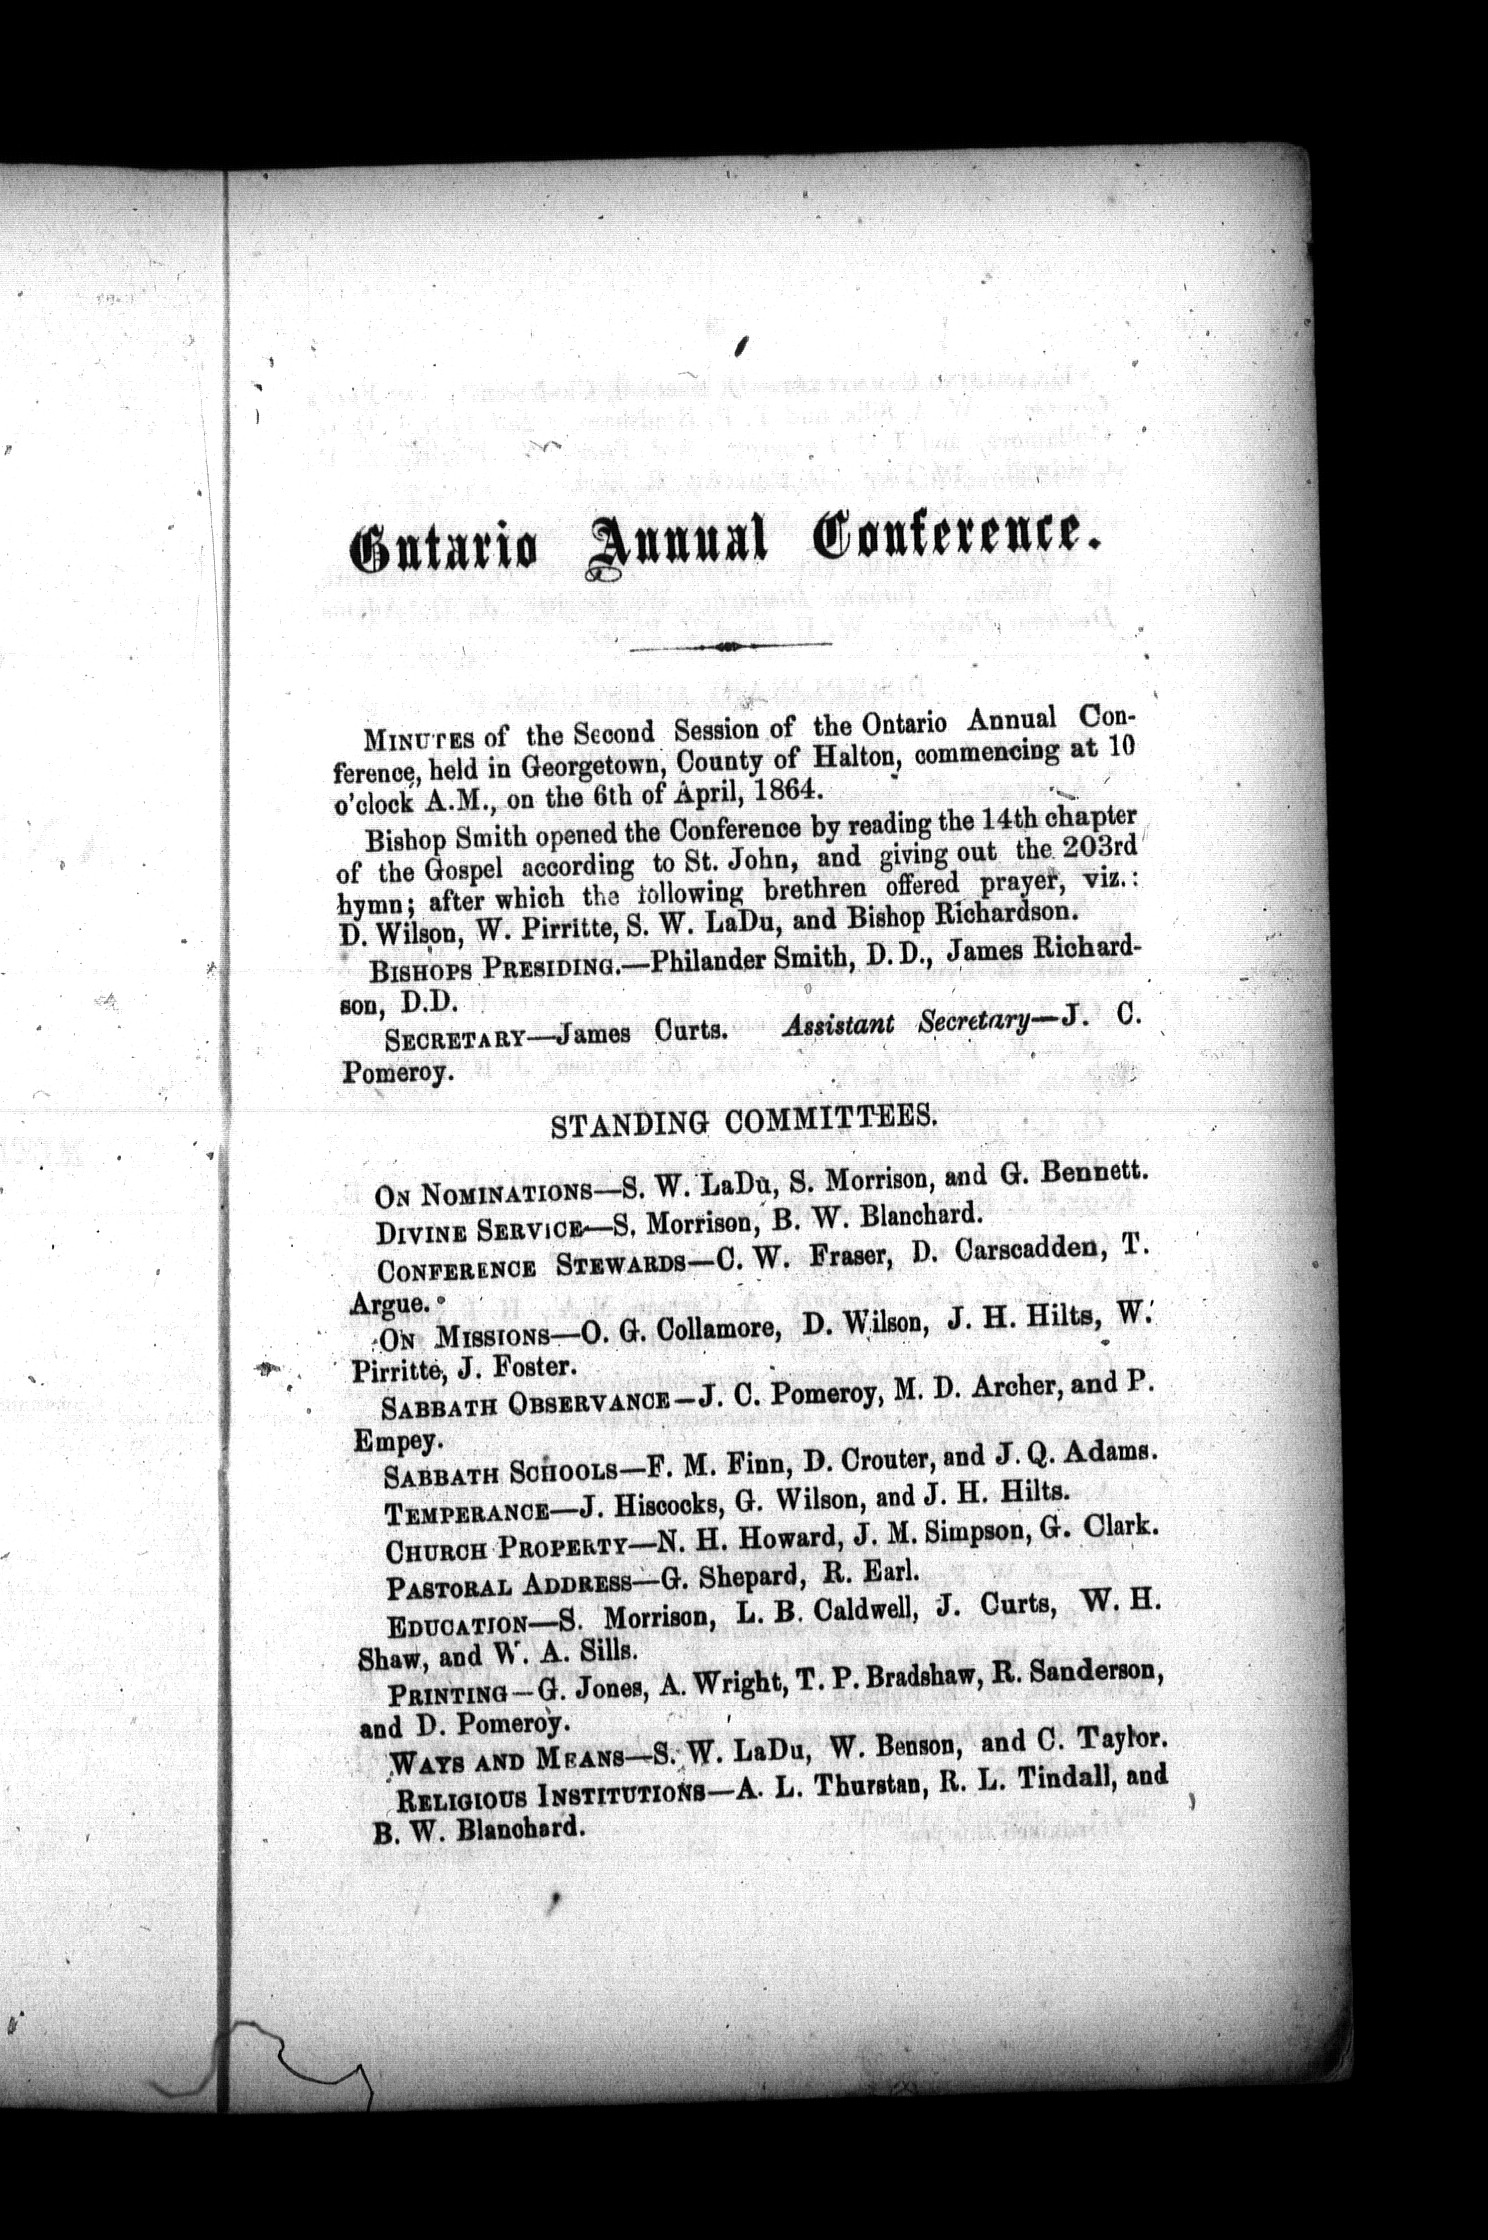 Ontario Annual Conference.
MINUTES of the Second Session of the Ontario Annual Con-
ference, held in Georgetown, County of Halton, commencing at 10
o'clock A.M., on the 6th of April, 1864.
Bishop Smith opened the Conference by reading the 14th chapter
of the Gospel according to St. John, and giving out the 203rd
hymn; after which the following brethren offered prayer, viz.:
D. Wilson, W. Pirritte, S. W. LaDu, and Bishop Richardson.
BISHOPS PRESIDING.—Philander Smith, D. D., James Richard-
son, D.D.
SECRETARY—James Curts. Assistant Secretary—J. C.
Pomeroy.
STANDING COMMITTEES.
ON NOMINATIONS—S. W. LaDu, S. Morrison, and G. Bennett.
DIVINE SERVICE—S. Morrison, B. W. Blanchard.
CONFERENCE STEWARDS—C. W. Fraser, D. Carscadden, T.
Argue.
ON MISSIONS—O. G. Collamore, D. Wilson, J. H. Hilts, W.
Pirritte, J. Foster.
SABBATH OBSERVANCE—J. C. Pomeroy, M. D. Archer, and P.
Empey.
SABBATH SCHOOLS—F. M. Finn, D. Crouter, and J. Q. Adams.
TEMPERANCE—J. Hiscocks, G. Wilson, and J. H. Hilts.
CHURCH PROPERTY—N. H. Howard, J. M. Simpson, G. Clark.
PASTORAL ADDRESS—G. Shepard, R. Earl.
EDUCATION—S. Morrison, L. B. Caldwell, J. Curts, W. H.
Shaw, and W. A. Sills.
PRINTING—G. Jones, A. Wright, T. P. Bradshaw, R. Sanderson,
and D. Pomeroy.
WAYS AND MEANS—S. W. LaDu, W. Benson, and C. Taylor.
RELIGIOUS INSTITUTIONS—A. L. Thurstan, R. L. Tindall, and
B. W. Blanchard.